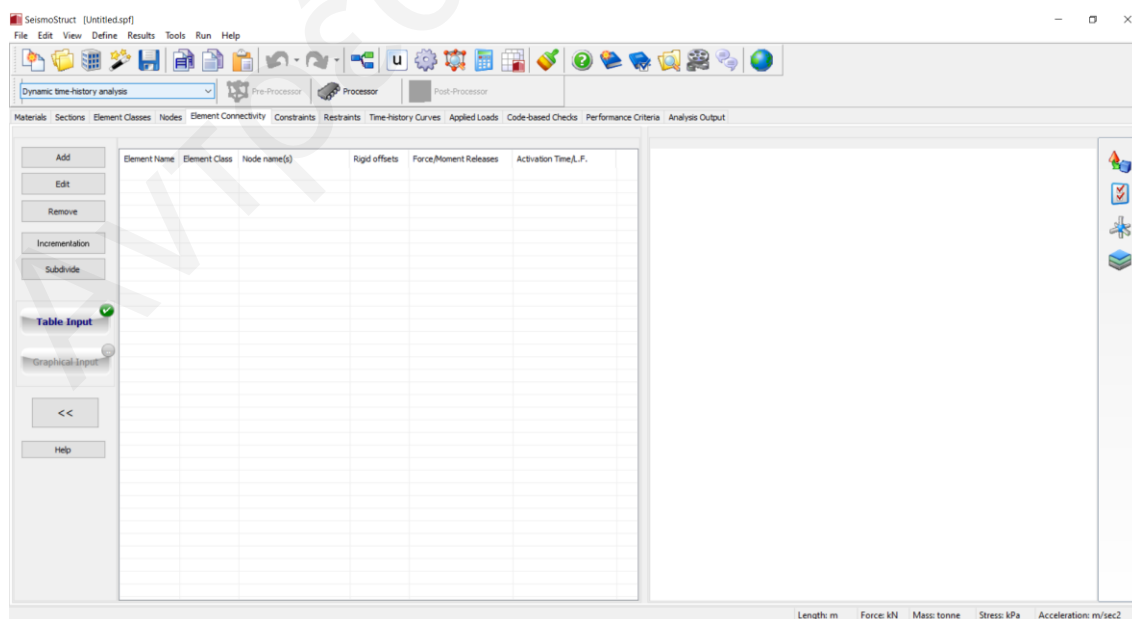 SeismoStruct [Untitled.spf]
File Edit View Define Results Tools Run Help
u
Dynamic time-history analysis
Pre-Processor
Processor
Post-Processor
Materials Sections Element Classes Nodes Element Connectivity Constraints Restraints Time-history Curves Applied Loads Code-based Checks Performance Criteria Analysis Output
Add
Edit
Remove
Incrementation
Subdivide
Table Input
Graphical Input
<<
Help
Element Name Element Class Node name(s) Rigid offsets Force/Moment Releases Activation Time/L.F.
Length: m Force: kN Mass: tonne Stress: kPa Acceleration: m/sec2